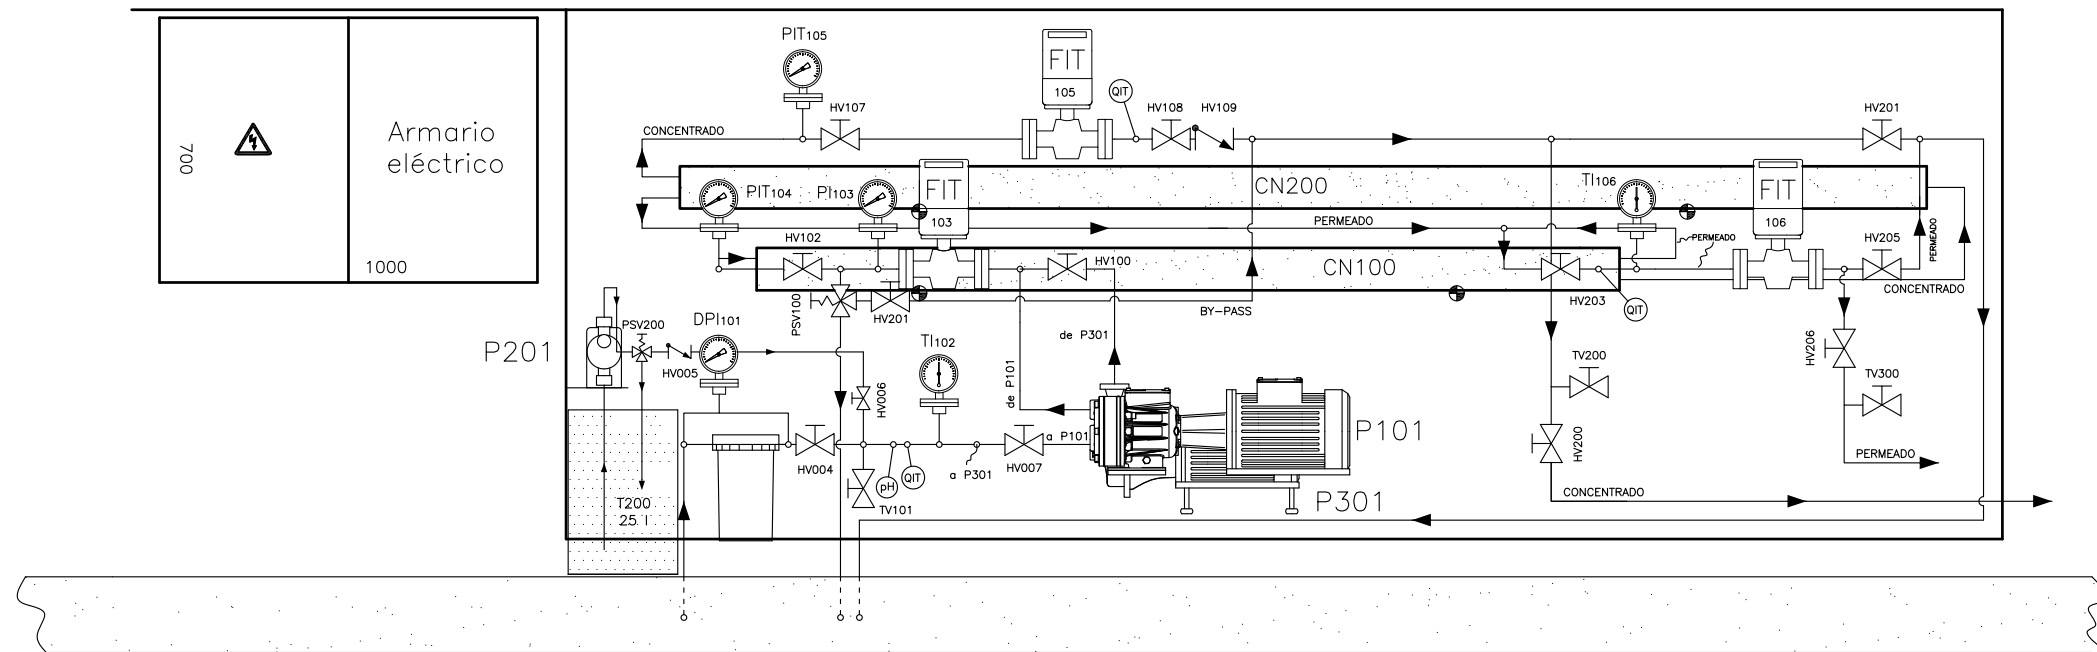 700
Armario
eléctrico
1000
PIT105
FIT
105
QIT
HV107
HV108
HV109
HV201
CONCENTRADO
CN200
PIT104
PI103
FIT
103
TI106
FIT
106
PERMEADO
PERMEADO
PERMEADO
HV102
HV100
CN100
HV205
CONCENTRADO
PSV100
HV201
BY-PASS
HV203
QIT
P201
PSV200
HV005
DPI101
TI102
HV006
de P101
de P301
HV206
TV200
TV300
HV004
pH
QIT
a P301
HV007
a P101
P101
HV200
PERMEADO
TV101
P301
CONCENTRADO
T200
25 l